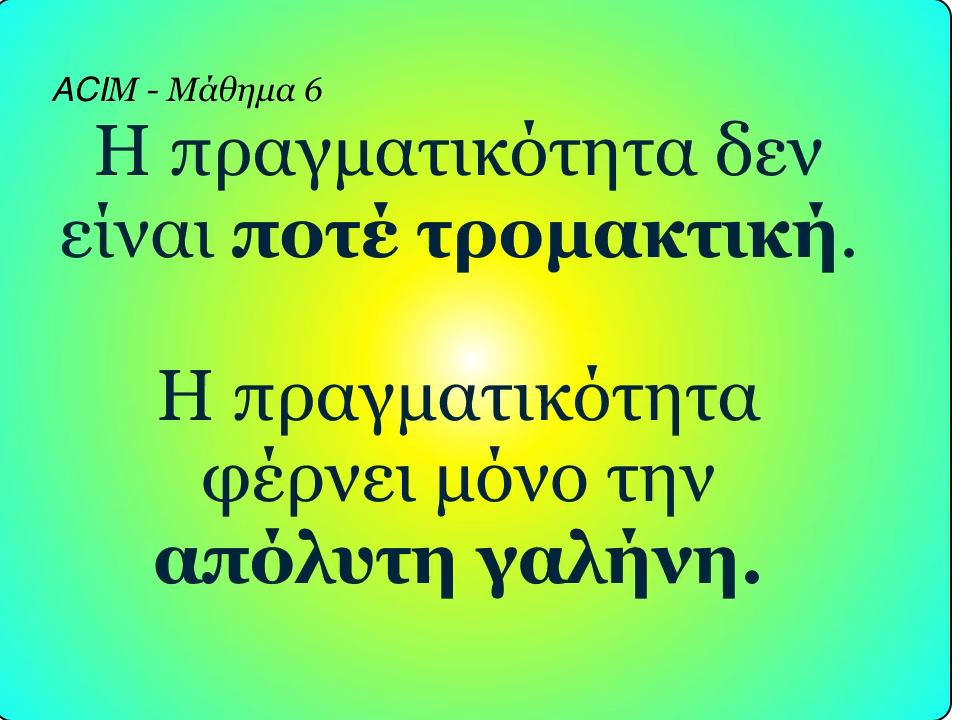 ACIM - Μάθημα 6
Η πραγματικότητα δεν
είναι ποτέ τρομακτική.
Η πραγματικότητα
φέρνει μόνο την
απόλυτη γαλήνη.